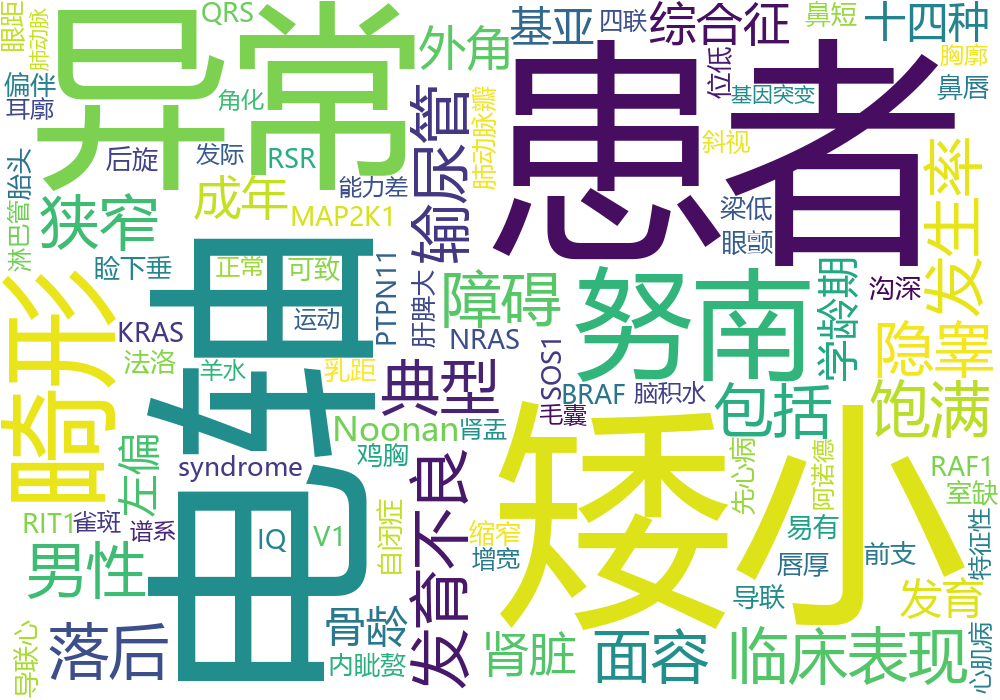 眼距
肺动脉
异常
QRS
外角
基亚
四联
综合征
鼻短
十四种
偏伴
耳廓
角化
患者
位低
胸廓
鼻唇
基因突变
后旋
发际
RSR
能力差
输尿管
肺动脉瓣
斜视
发生率
胎头
淋巴管
狭窄
成年
MAP2K1
梁低
眼颤
睑下垂
正常
可致
电轴
PTPN11
肝脾大
障碍
努南
学龄期
沟深
畸形
KRAS
运动
NRAS
SOS1
隐睾
法洛
羊水
乳距
油型
BRAF
脑积水
包括
饱满
毛囊
矮小
左偏
Noonan
肾盂
鸡胸
syndrome
先心病
阿诺德
RAF1
室缺
RIT1
雀斑
谱系
IQ
V1
自闭症
发育不良
缩窄
增宽
易有
特征性
男性
唇厚
前支
导联
发育
骨龄
落后
导联心
内眦赘
肾脏
面容
临床表现
心肌病